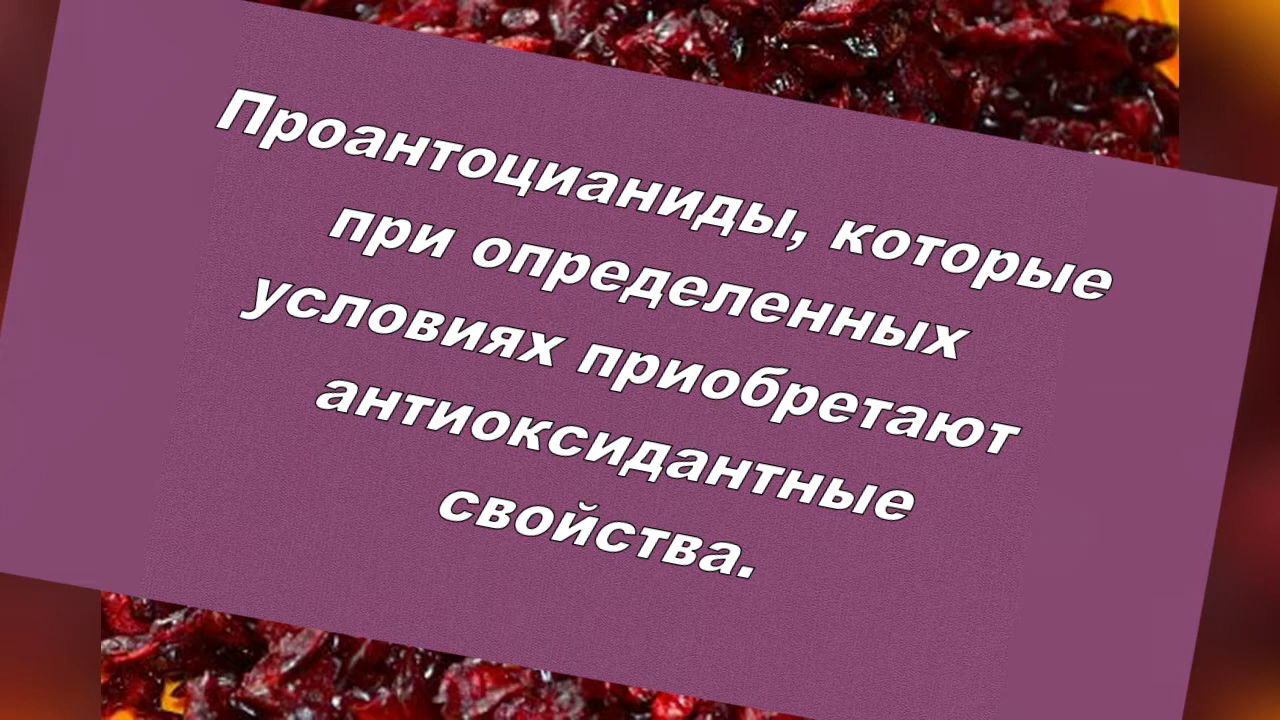 Проантоцианиды, которые
при определенных
условиях приобретают
антиоксидантные
свойства.